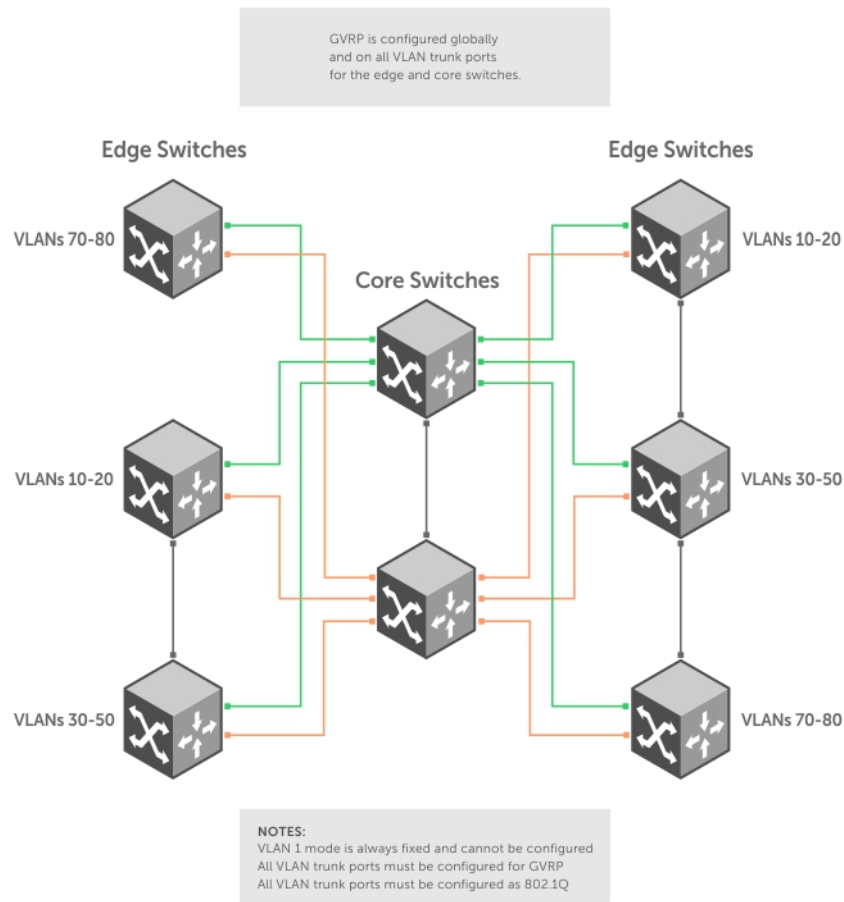 GVRP is configured globally
and on all VLAN trunk ports
for the edge and core switches.
Edge Switches
Edge Switches
VLANs 70-80
VLANs 10-20
Core Switches
VLANs 10-20
VLANs 30-50
VLANs 30-50
VLANs 70-80
NOTES:
VLAN 1 mode is always fixed and cannot be configured
All VLAN trunk ports must be configured for GVRP
All VLAN trunk ports must be configured as 802.1Q